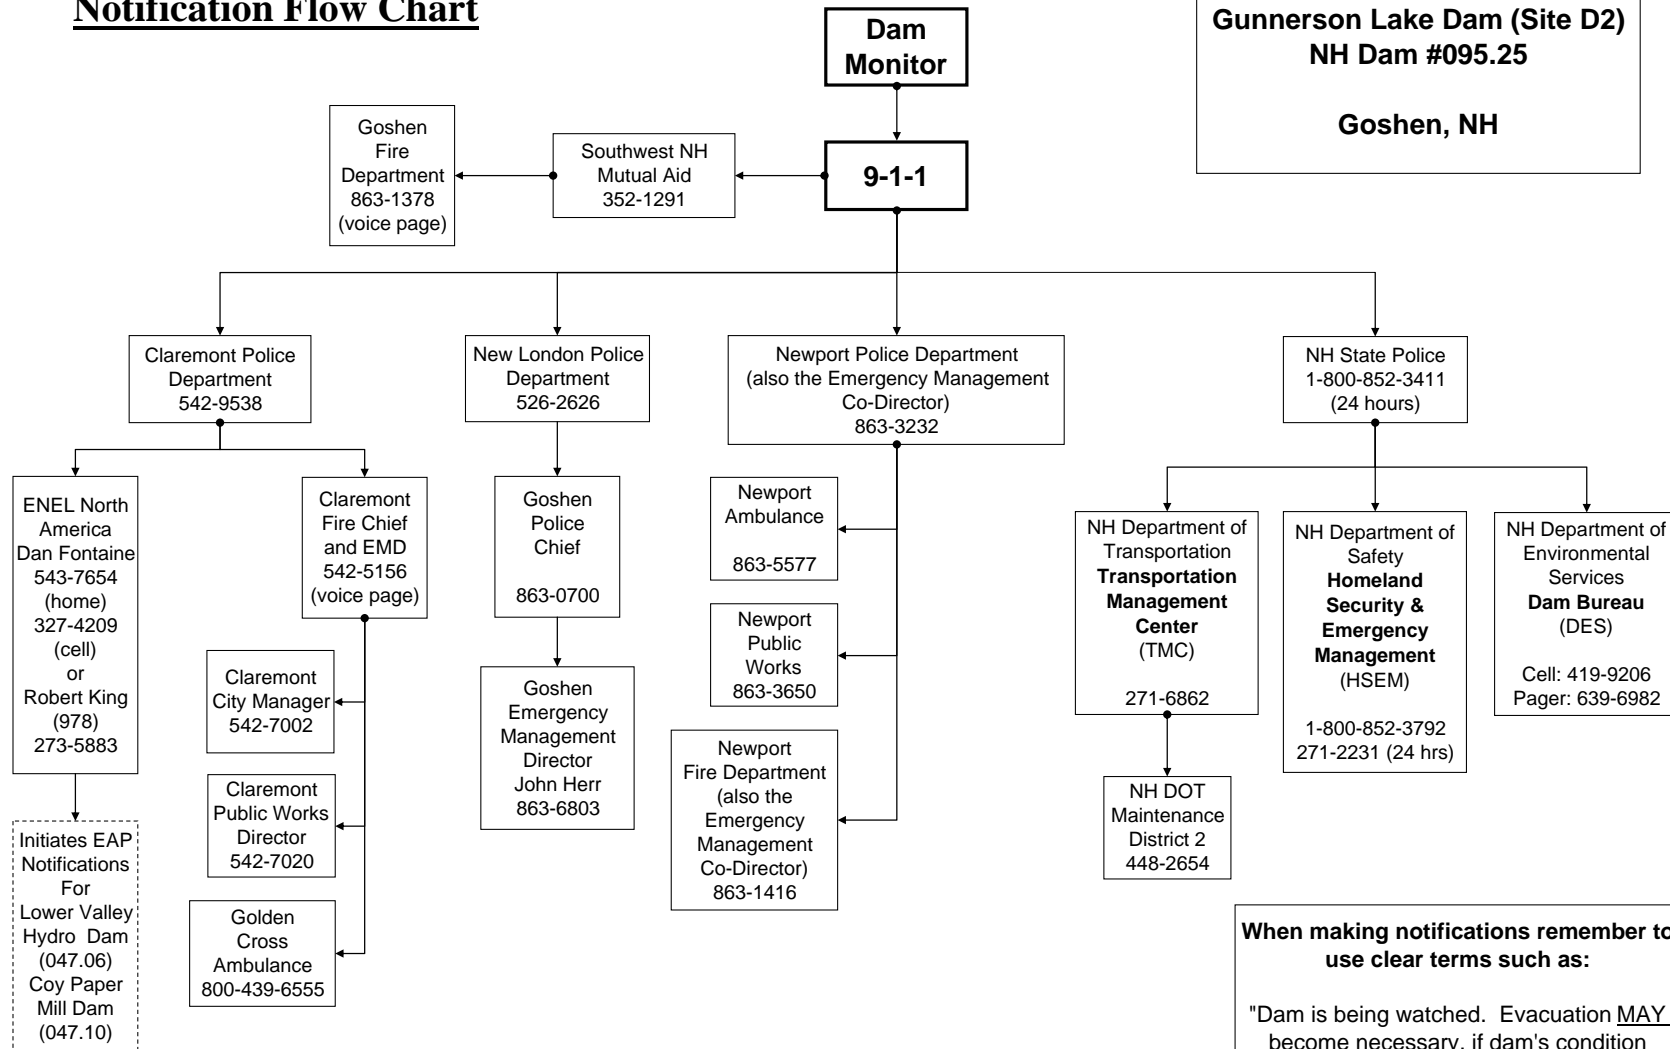 Notification Flow Chart
Dam
Monitor
Gunnerson Lake Dam (Site D2)
NH Dam #095.25
Goshen, NH
Goshen
Fire
Department
863-1378
(voice page)
Southwest NH
Mutual Aid
352-1291
9-1-1
Claremont Police
Department
542-9538
New London Police
Department
526-2626
Newport Police Department
(also the Emergency Management
Co-Director)
863-3232
NH State Police
1-800-852-3411
(24 hours)
ENEL North
America
Dan Fontaine
543-7654
(home)
327-4209
(cell)
or
Robert King
(978)
273-5883
Claremont
Fire Chief
and EMD
542-5156
(voice page)
Goshen
Police
Chief
863-0700
Newport
Ambulance
863-5577
NH Department of
Transportation
Transportation
Management
Center
(TMC)
271-6862
NH Department of
Safety
Homeland
Security &
Emergency
Management
(HSEM)
1-800-852-3792
271-2231 (24 hrs)
NH Department of
Environmental
Services
Dam Bureau
(DES)
Cell: 419-9206
Pager: 639-6982
Newport
Public
Works
863-3650
Claremont
City Manager
542-7002
Goshen
Emergency
Management
Director
John Herr
863-6803
Newport
Fire Department
(also the
Emergency
Management
Co-Director)
863-1416
Claremont
Public Works
Director
542-7020
NH DOT
Maintenance
District 2
448-2654
Initiates EAP
Notifications
For
Lower Valley
Hydro Dam
(047.06)
Coy Paper
Mill Dam
(047.10)
Golden
Cross
Ambulance
800-439-6555
When making notifications remember to
use clear terms such as:
"Dam is being watched. Evacuation MAY
become necessary, if dam's condition